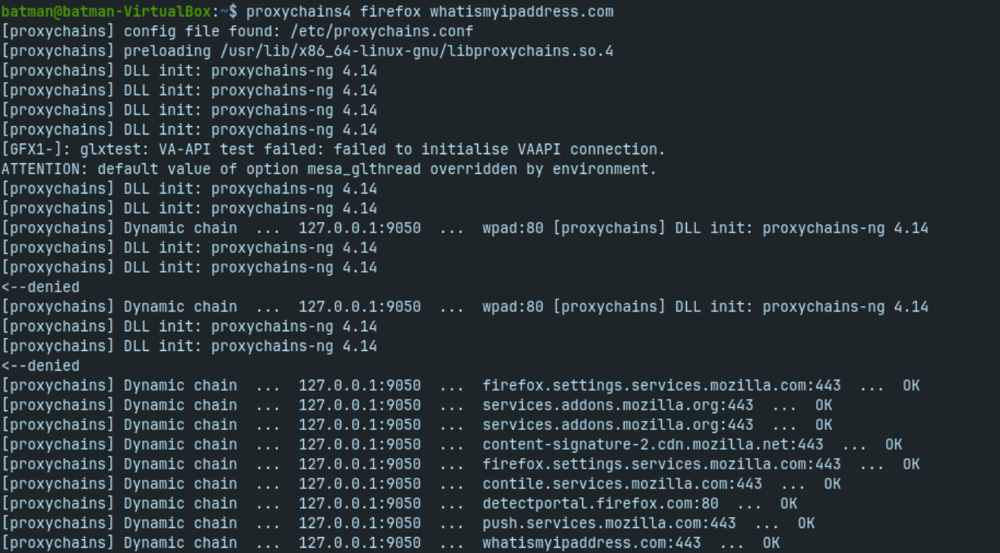 batman@batman-VirtualBox:~$ proxychains4 firefox whatismyipaddress.com
[proxychains] config file found: /etc/proxychains.conf
[proxychains] preloading /usr/lib/x86_64-linux-gnu/libproxychains.so.4
[proxychains] DLL init: proxychains-ng 4.14
[proxychains] DLL init: proxychains-ng 4.14
[proxychains] DLL init: proxychains-ng 4.14
[proxychains] DLL init: proxychains-ng 4.14
[GFX1-]: glxtest: VA-API test failed: failed to initialise VAAPI connection.
ATTENTION: default value of option mesa_glthread overridden by environment.
[proxychains] DLL init: proxychains-ng 4.14
[proxychains] DLL init: proxychains-ng 4.14
[proxychains] Dynamic chain  ...  127.0.0.1:9050  ...  wpad:80 [proxychains] DLL init: proxychains-ng 4.14
[proxychains] DLL init: proxychains-ng 4.14
[proxychains] DLL init: proxychains-ng 4.14
<--denied
[proxychains] Dynamic chain  ...  127.0.0.1:9050  ...  wpad:80 [proxychains] DLL init: proxychains-ng 4.14
[proxychains] DLL init: proxychains-ng 4.14
[proxychains] DLL init: proxychains-ng 4.14
<--denied
[proxychains] Dynamic chain  ...  127.0.0.1:9050  ...  firefox.settings.services.mozilla.com:443  ...  OK
[proxychains] Dynamic chain  ...  127.0.0.1:9050  ...  services.addons.mozilla.org:443  ...  OK
[proxychains] Dynamic chain  ...  127.0.0.1:9050  ...  services.addons.mozilla.org:443  ...  OK
[proxychains] Dynamic chain  ...  127.0.0.1:9050  ...  content-signature-2.cdn.mozilla.net:443  ...  OK
[proxychains] Dynamic chain  ...  127.0.0.1:9050  ...  firefox.settings.services.mozilla.com:443  ...  OK
[proxychains] Dynamic chain  ...  127.0.0.1:9050  ...  contile.services.mozilla.com:443  ...  OK
[proxychains] Dynamic chain  ...  127.0.0.1:9050  ...  detectportal.firefox.com:80  ...  OK
[proxychains] Dynamic chain  ...  127.0.0.1:9050  ...  push.services.mozilla.com:443  ...  OK
[proxychains] Dynamic chain  ...  127.0.0.1:9050  ...  whatismyipaddress.com:443  ...  OK